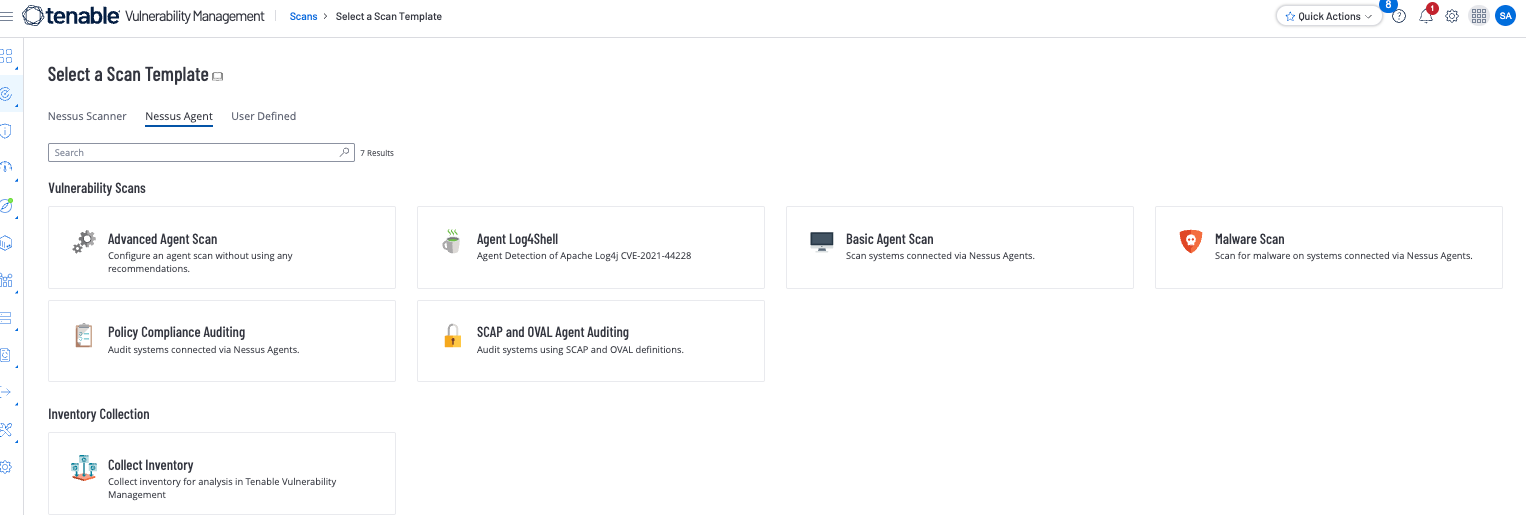 tenable Vulnerability Management Scans > Select a Scan Template Quick Actions 8 1 SA
Select a Scan Template
Nessus Scanner Nessus Agent User Defined
Search 7 Results
Vulnerability Scans
Advanced Agent Scan
Configure an agent scan without using any
recommendations.
Agent Log4Shell
Agent Detection of Apache Log4j CVE-2021-44228
Basic Agent Scan
Scan systems connected via Nessus Agents.
Malware Scan
Scan for malware on systems connected via Nessus Agents.
Policy Compliance Auditing
Audit systems connected via Nessus Agents.
SCAP and OVAL Agent Auditing
Audit systems using SCAP and OVAL definitions.
Inventory Collection
Collect Inventory
Collect inventory for analysis in Tenable Vulnerability
Management